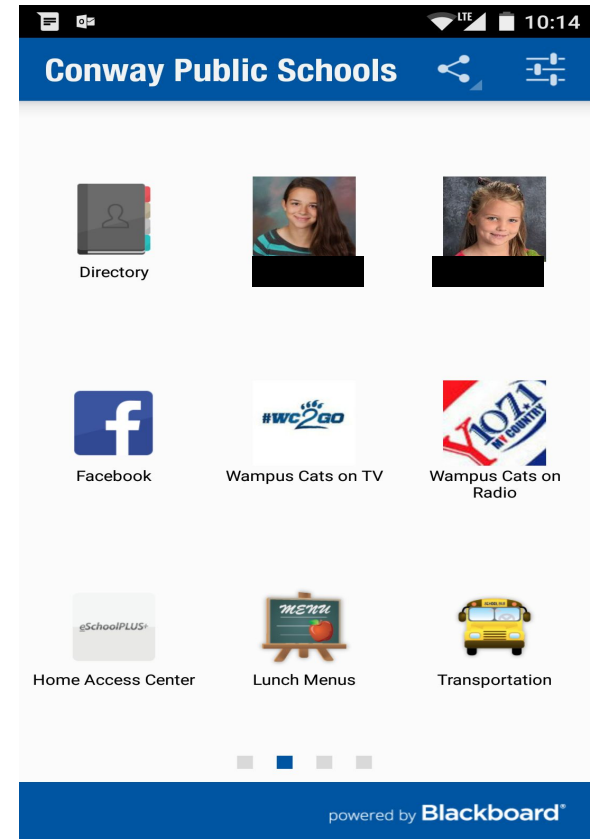 LTE 10:14
Conway Public Schools
Directory
#WC2GO
Y107.1
MY COUNTRY
Facebook
Wampus Cats on TV
Wampus Cats on
Radio
eSchoolPLUS+
MENU
Home Access Center
Lunch Menus
Transportation
powered by Blackboard®